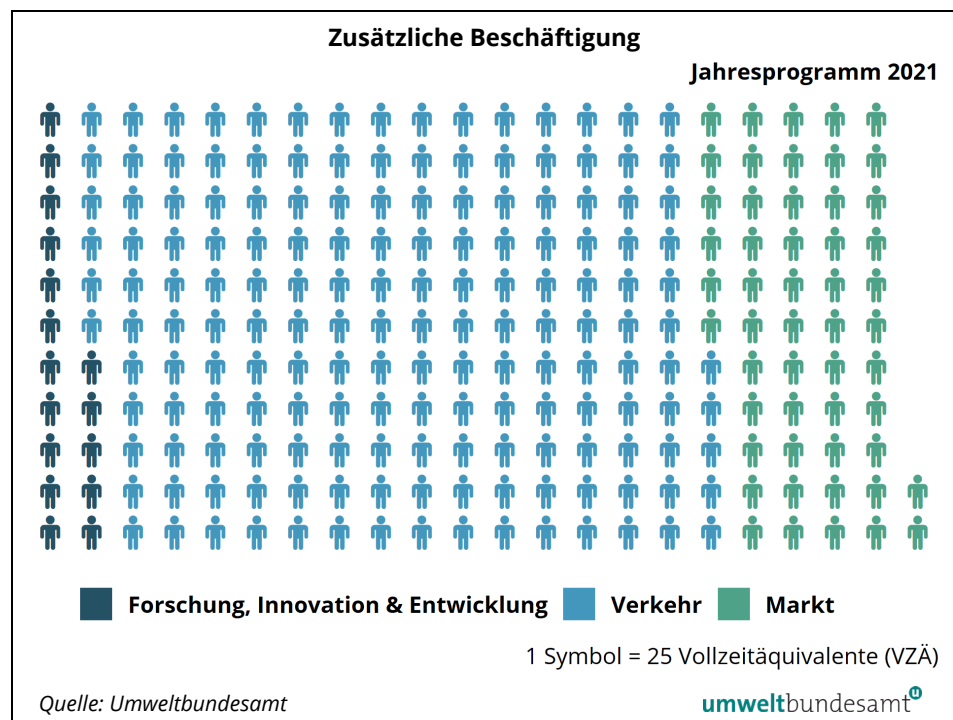 Zusätzliche Beschäftigung
Jahresprogramm 2021
Forschung, Innovation & Entwicklung Verkehr Markt
1 Symbol = 25 Vollzeitäquivalente (VZÄ)
Quelle: Umweltbundesamt
umweltbundesamt u